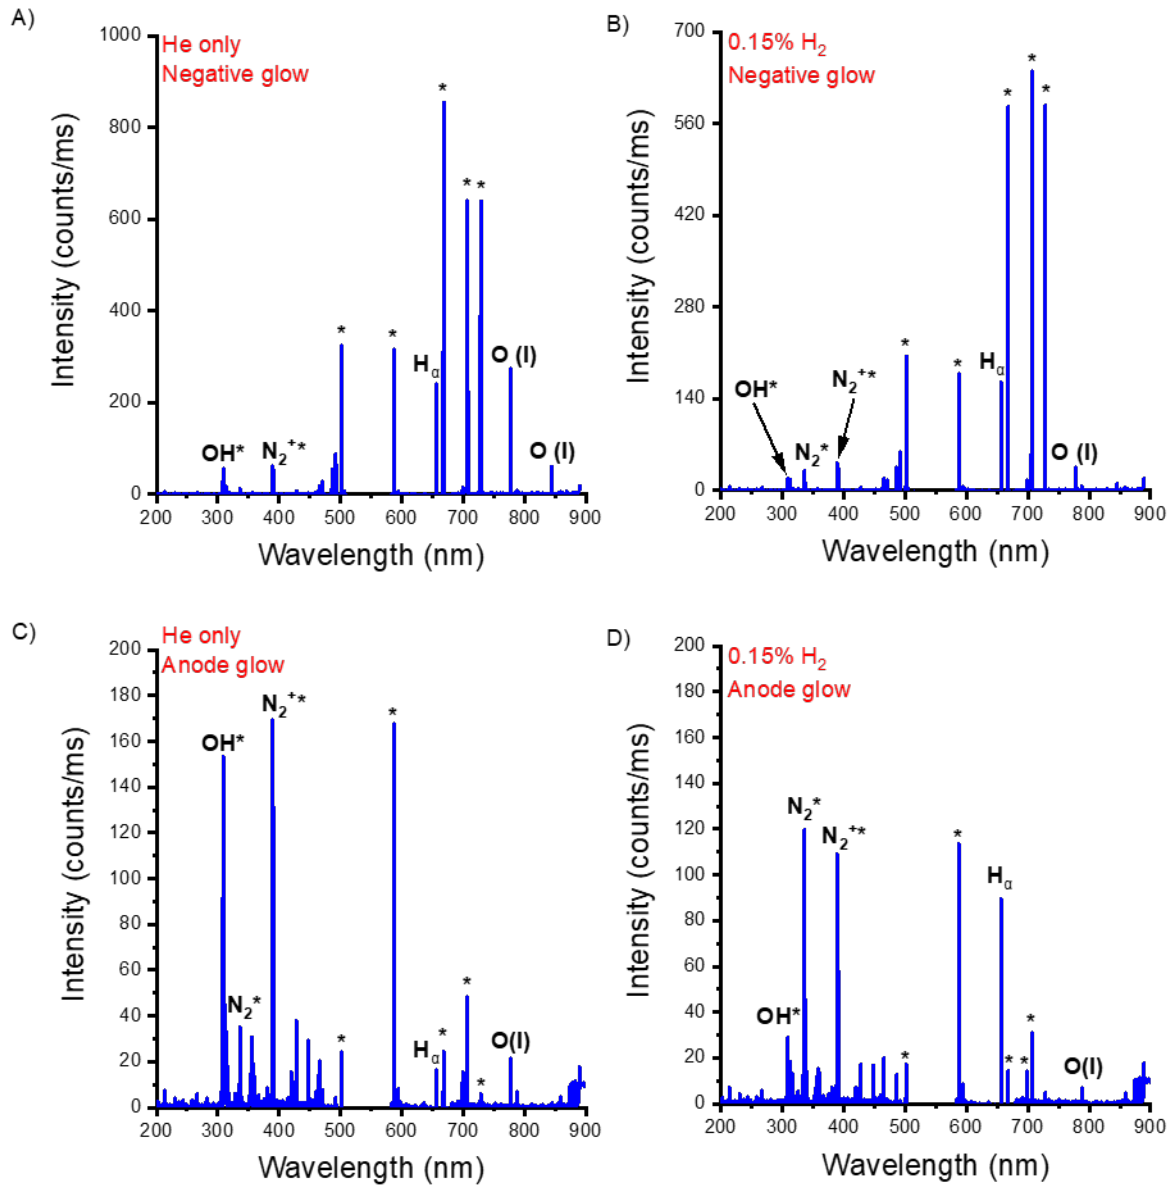 A)
He only
Negative glow
Intensity (counts/ms)
1000
800
600
400
200
0
OH*
N₂⁺*
*
*
Hα
*
*
*
O (I)
O (I)
200 300 400 500 600 700 800 900
Wavelength (nm)
B)
0.15% H₂
Negative glow
Intensity (counts/ms)
700
560
420
280
140
0
OH*
N₂*
N₂⁺*
*
*
Hα
*
*
*
O (I)
200 300 400 500 600 700 800 900
Wavelength (nm)
C)
He only
Anode glow
Intensity (counts/ms)
200
180
160
140
120
100
80
60
40
20
0
OH*
N₂*
N₂⁺*
*
*
Hα
*
*
*
O(I)
200 300 400 500 600 700 800 900
Wavelength (nm)
D)
0.15% H₂
Anode glow
Intensity (counts/ms)
200
180
160
140
120
100
80
60
40
20
0
OH*
N₂*
N₂⁺*
*
*
Hα
*
*
*
O(I)
200 300 400 500 600 700 800 900
Wavelength (nm)